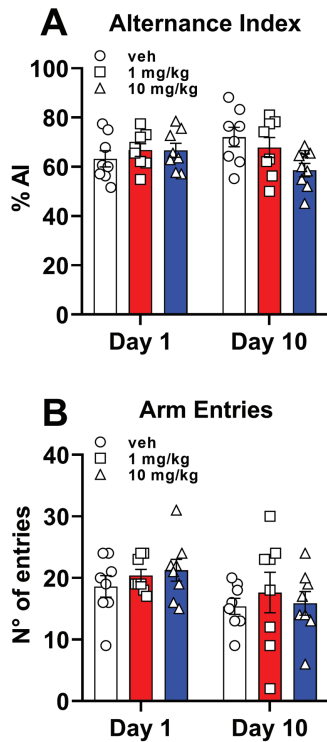 A Alternance Index
veh
1 mg/kg
10 mg/kg
100
80
60
40
20
0
% AI
Day 1 Day 10
B Arm Entries
veh
1 mg/kg
10 mg/kg
40
30
20
10
0
N° of entries
Day 1 Day 10